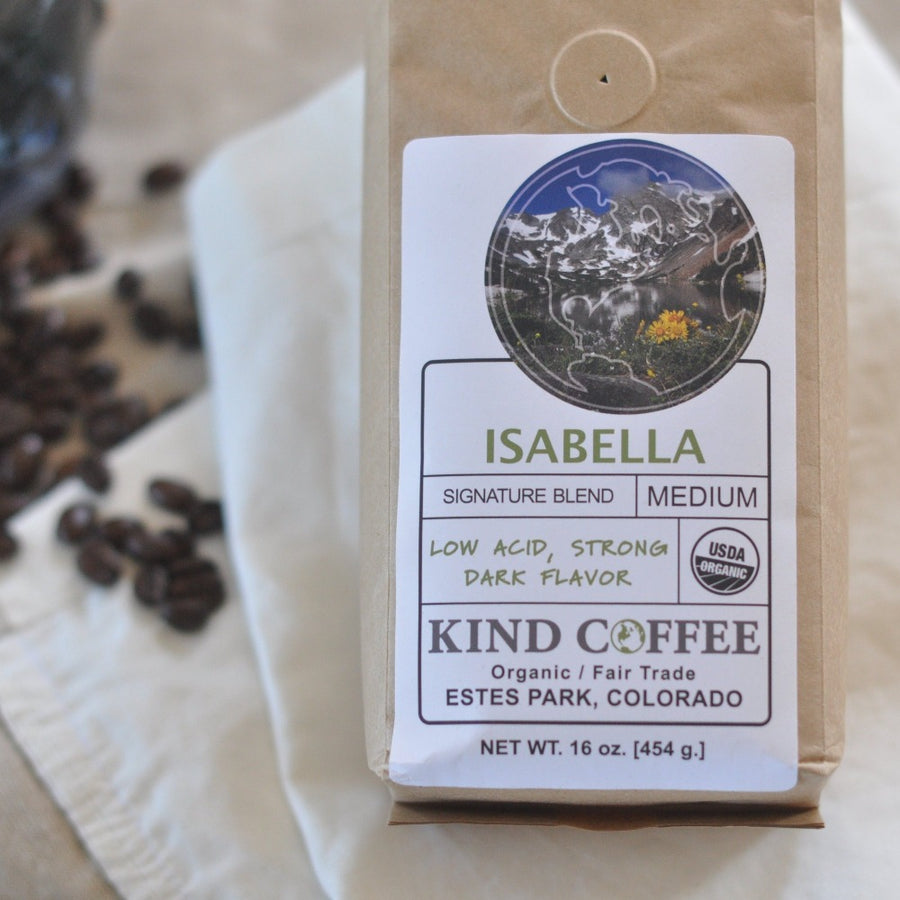 ISABELLA
SIGNATURE BLEND
MEDIUM
LOW ACID, STRONG
DARK FLAVOR
USDA
ORGANIC
KIND COFFEE
Organic / Fair Trade
ESTES PARK, COLORADO
NET WT. 16 oz. [454 g.]